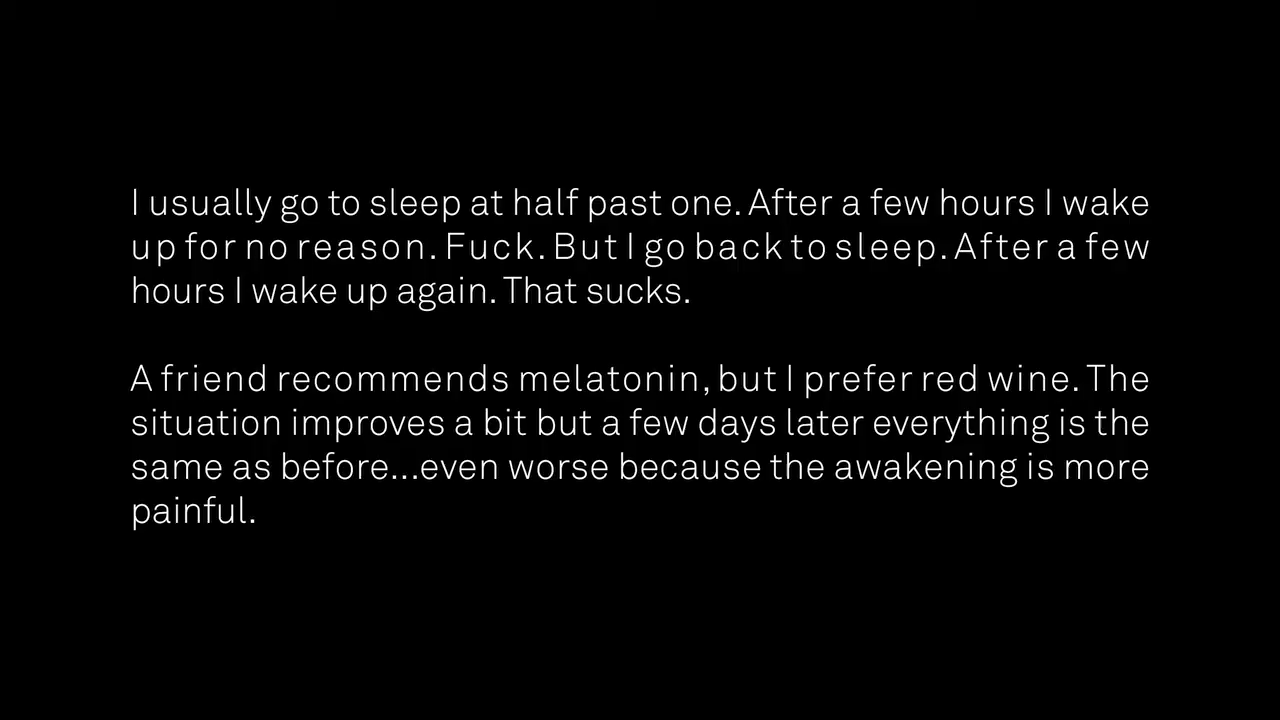 I usually go to sleep at half past one. After a few hours I wake
up for no reason. Fuck. But I go back to sleep. After a few
hours I wake up again. That sucks.
A friend recommends melatonin, but I prefer red wine. The
situation improves a bit but a few days later everything is the
same as before...even worse because the awakening is more
painful.